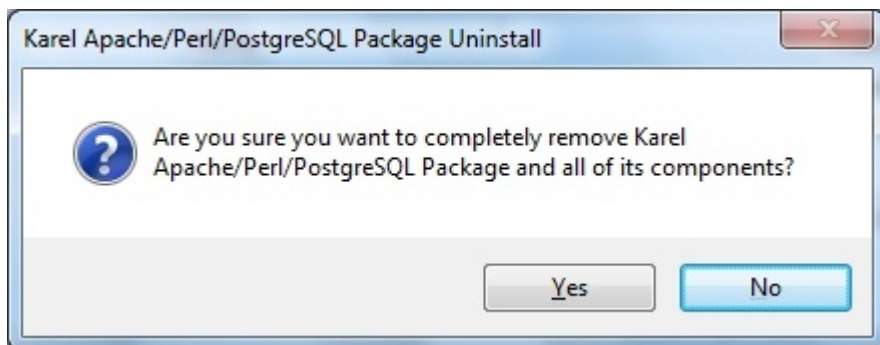 Karel Apache/Perl/PostgreSQL Package Uninstall
Are you sure you want to completely remove Karel
Apache/Perl/PostgreSQL Package and all of its components?
Yes
No